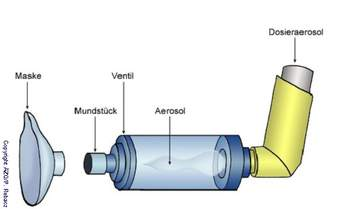 Dosieraerosol
Maske
Ventil
Mundstück
Aerosol